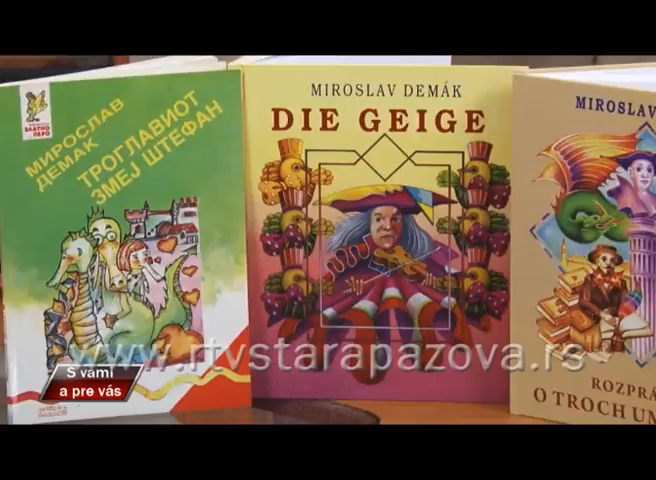 ЗЛАТНО
ПЕРО
МИРОСЛАВ
ДЕМАК
ТРОГЛАВИОТ
ЗМЕЈ ШТЕФАН
MIROSLAV DEMÁK
DIE GEIGE
MIROSLAV
ROZPRÁ
O TROCH UM
www.rtvstarapazova.rs
S vami
a pre vás